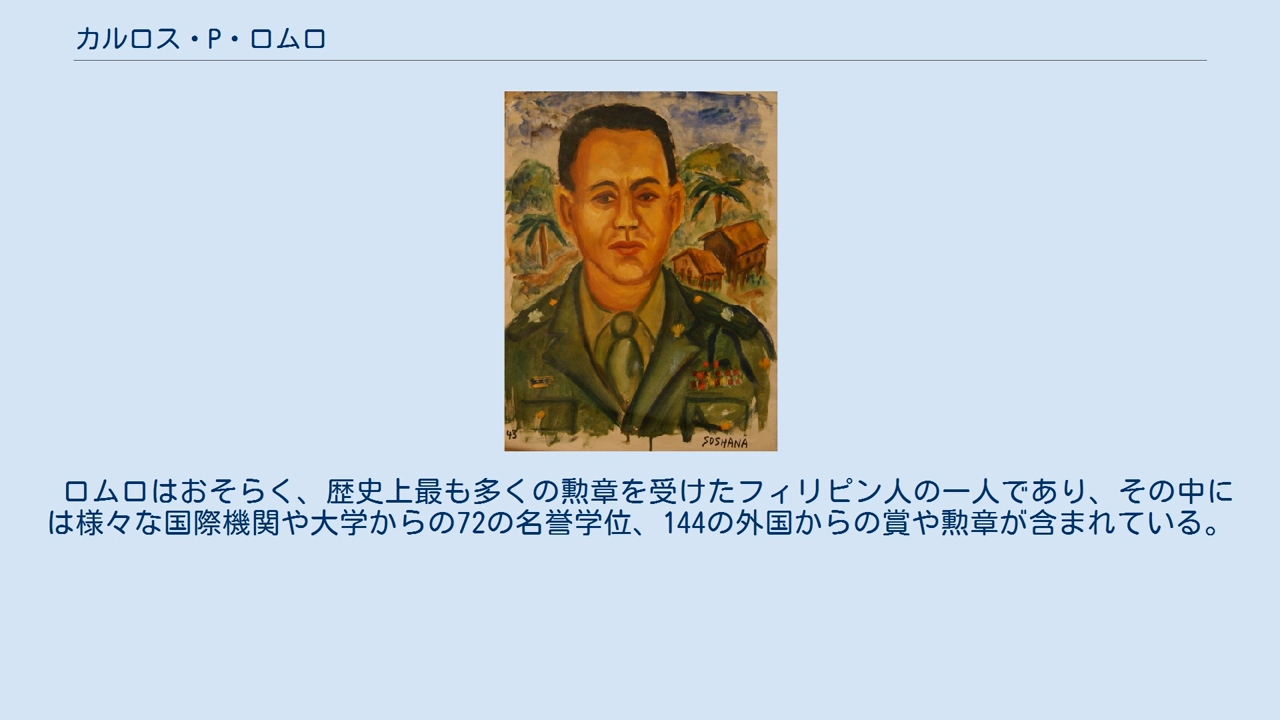 カルロス・P・ロムロ
43
SOSHANA
ロムロはおそらく、歴史上最も多くの勲章を受けたフィリピン人の一人であり、その中に
は様々な国際機関や大学からの72の名誉学位、144の外国からの賞や勲章が含まれている。